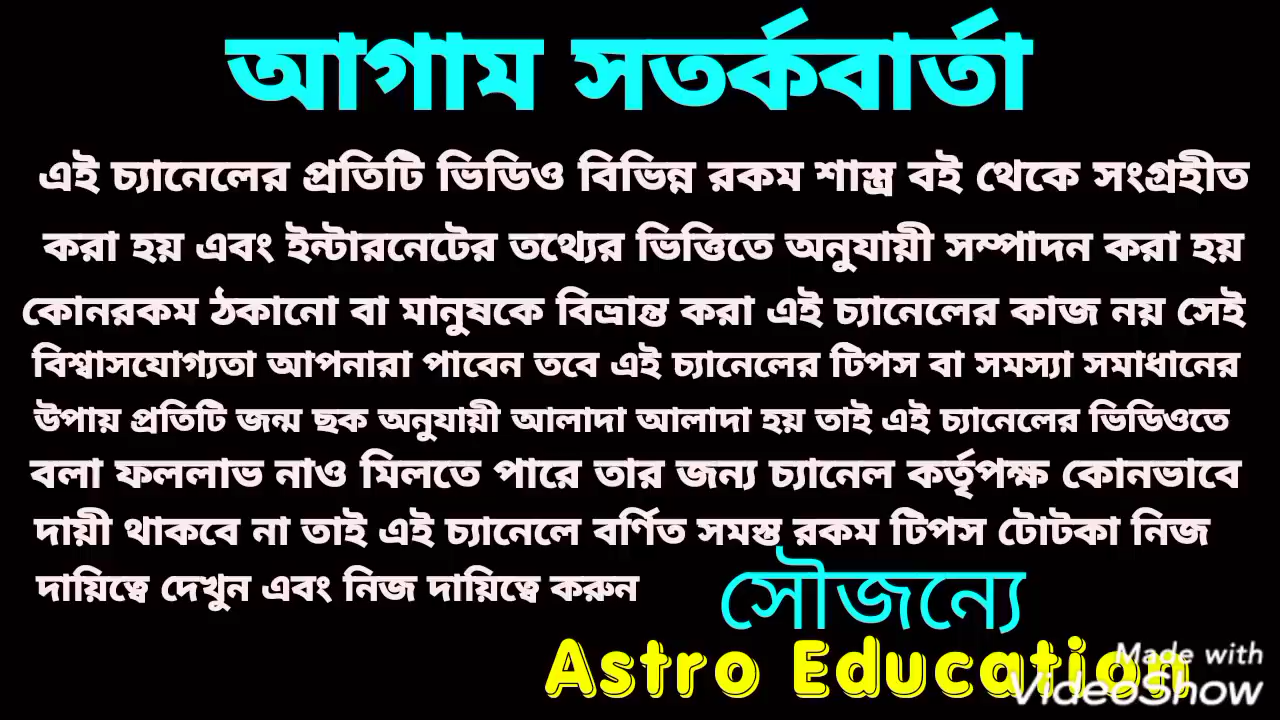 আগাম সতর্কবার্তা
এই চ্যানেলের প্রতিটি ভিডিও বিভিন্ন রকম শাস্ত্র বই থেকে সংগ্রহীত
করা হয় এবং ইন্টারনেটের তথ্যের ভিত্তিতে অনুযায়ী সম্পাদন করা হয়
কোনরকম ঠকানো বা মানুষকে বিভ্রান্ত করা এই চ্যানেলের কাজ নয় সেই
বিশ্বাসযোগ্যতা আপনারা পাবেন তবে এই চ্যানেলের টিপস বা সমস্যা সমাধানের
উপায় প্রতিটি জন্ম ছক অনুযায়ী আলাদা আলাদা হয় তাই এই চ্যানেলের ভিডিওতে
বলা ফললাভ নাও মিলতে পারে তার জন্য চ্যানেল কর্তৃপক্ষ কোনভাবে
দায়ী থাকবে না তাই এই চ্যানেলে বর্ণিত সমস্ত রকম টিপস টোটকা নিজ
দায়িত্বে দেখুন এবং নিজ দায়িত্বে করুন
সৌজন্যে
Astro Education
Made with
VideoShow